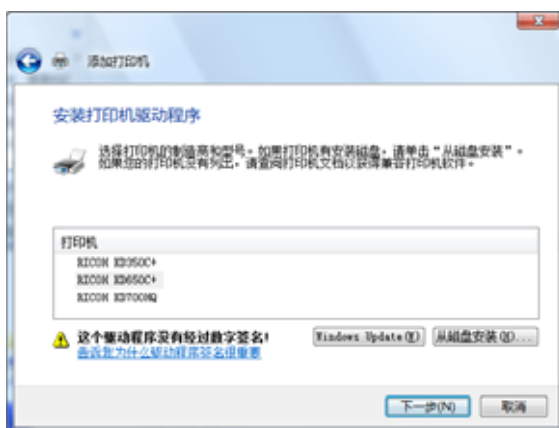 添加打印机
安装打印机驱动程序
选择打印机的制造商和型号。如果打印机有安装磁盘,请单击“从磁盘安装”。
如果您的打印机没有列出,请查阅打印机文档以获得兼容打印机软件。
打印机
RICOH XD350C+
RICOH XD650C+
RICOH XD700HQ
这个驱动程序没有经过数字签名!
告诉我为什么驱动程序签名很重要
Windows Update(W)
从磁盘安装(H)...
下一步(N)
取消